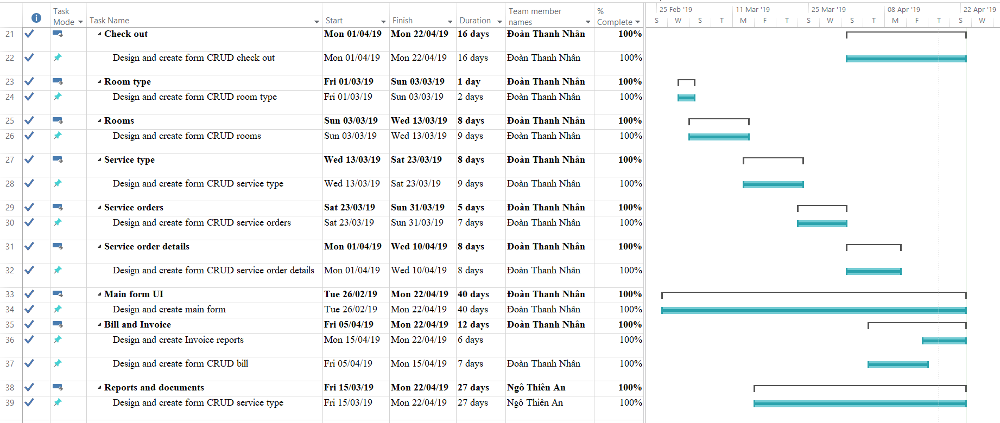 Task Mode Task Name Start Finish Duration Team member names % Complete
25 Feb '19 11 Mar '19 25 Mar '19 08 Apr '19 22 Apr '19
S W S T M F T S S T M F T S W
21 Check out Mon 01/04/19 Mon 22/04/19 16 days Đoàn Thanh Nhân 100%
22 Design and create form CRUD check out Mon 01/04/19 Mon 22/04/19 16 days Đoàn Thanh Nhân 100%
23 Room type Fri 01/03/19 Sun 03/03/19 1 day Đoàn Thanh Nhân 100%
24 Design and create form CRUD room type Fri 01/03/19 Sun 03/03/19 2 days Đoàn Thanh Nhân 100%
25 Rooms Sun 03/03/19 Wed 13/03/19 8 days Đoàn Thanh Nhân 100%
26 Design and create form CRUD rooms Sun 03/03/19 Wed 13/03/19 9 days Đoàn Thanh Nhân 100%
27 Service type Wed 13/03/19 Sat 23/03/19 8 days Đoàn Thanh Nhân 100%
28 Design and create form CRUD service type Wed 13/03/19 Sat 23/03/19 9 days Đoàn Thanh Nhân 100%
29 Service orders Sat 23/03/19 Sun 31/03/19 5 days Đoàn Thanh Nhân 100%
30 Design and create form CRUD service orders Sat 23/03/19 Sun 31/03/19 7 days Đoàn Thanh Nhân 100%
31 Service order details Mon 01/04/19 Wed 10/04/19 8 days Đoàn Thanh Nhân 100%
32 Design and create form CRUD service order details Mon 01/04/19 Wed 10/04/19 8 days Đoàn Thanh Nhân 100%
33 Main form UI Tue 26/02/19 Mon 22/04/19 40 days Đoàn Thanh Nhân 100%
34 Design and create main form Tue 26/02/19 Mon 22/04/19 40 days Đoàn Thanh Nhân 100%
35 Bill and Invoice Fri 05/04/19 Mon 22/04/19 12 days Đoàn Thanh Nhân 100%
36 Design and create Invoice reports Mon 15/04/19 Mon 22/04/19 6 days 100%
37 Design and create form CRUD bill Fri 05/04/19 Mon 15/04/19 7 days Đoàn Thanh Nhân 100%
38 Reports and documents Fri 15/03/19 Mon 22/04/19 27 days Ngô Thiên An 100%
39 Design and create form CRUD service type Fri 15/03/19 Mon 22/04/19 27 days Ngô Thiên An 100%